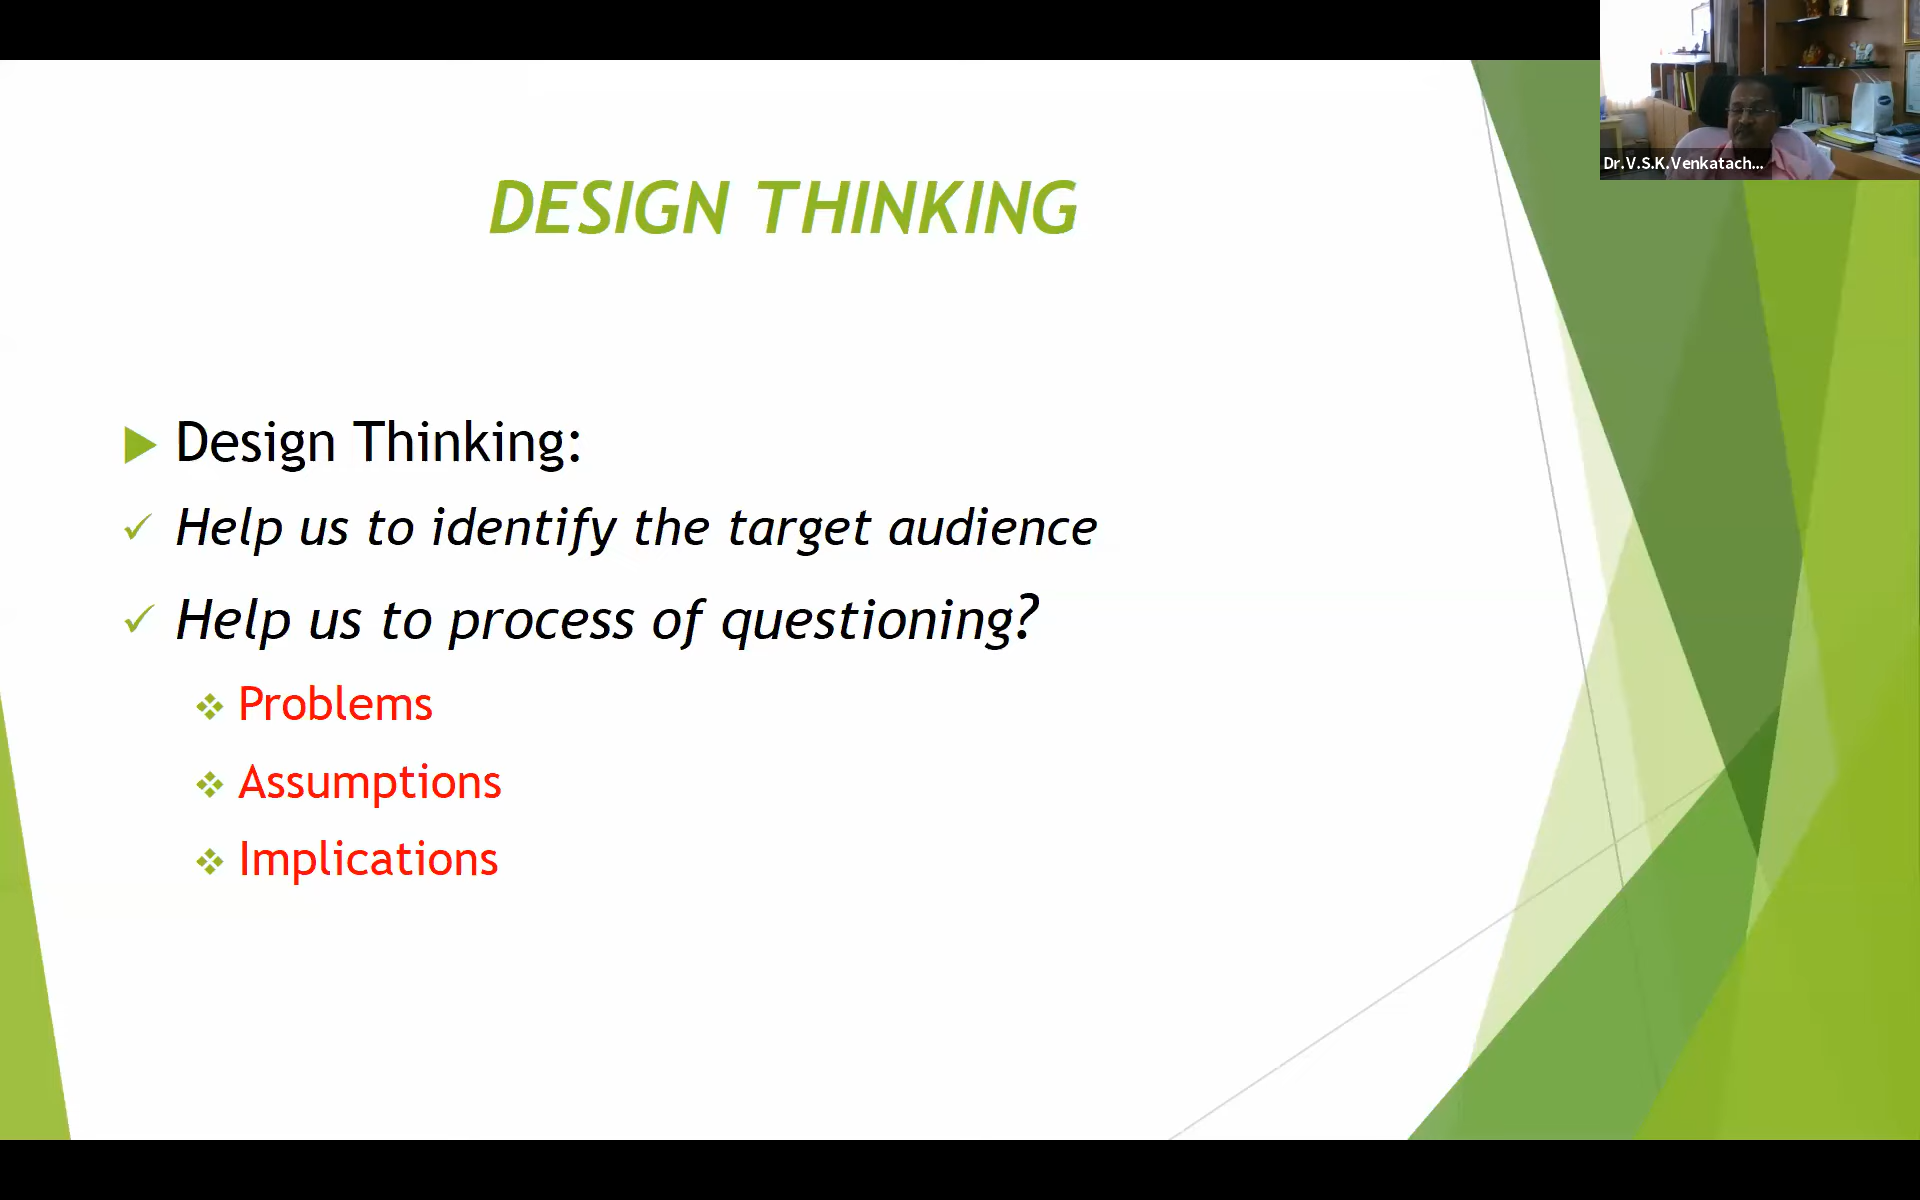 DESIGN THINKING
Dr.V.S.K.Venkatach...
Design Thinking:
Help us to identify the target audience
Help us to process of questioning?
Problems
Assumptions
Implications